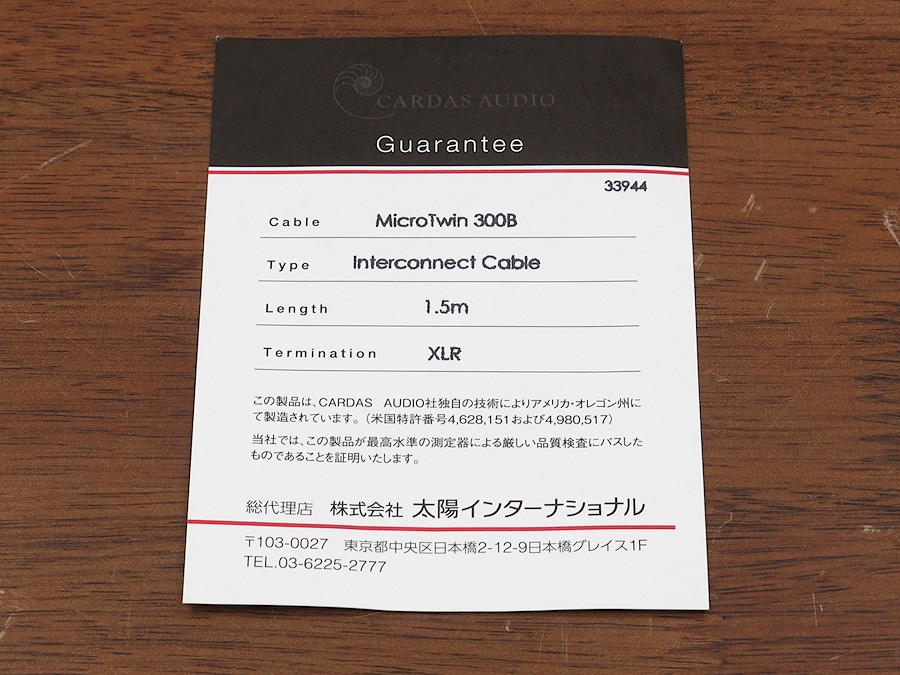 CARDAS AUDIO
Guarantee
33944
Cable MicroTwin 300B
Type Interconnect Cable
Length 1.5m
Termination XLR
この製品は、CARDAS AUDIO社独自の技術によりアメリカ・オレゴン州に
て製造されています。（米国特許番号4,628,151および4,980,517）
当社では、この製品が最高水準の測定器による厳しい品質検査にパスした
ものであることを証明いたします。
総代理店 株式会社 太陽インターナショナル
〒103-0027 東京都中央区日本橋2-12-9日本橋グレイス1F
TEL.03-6225-2777